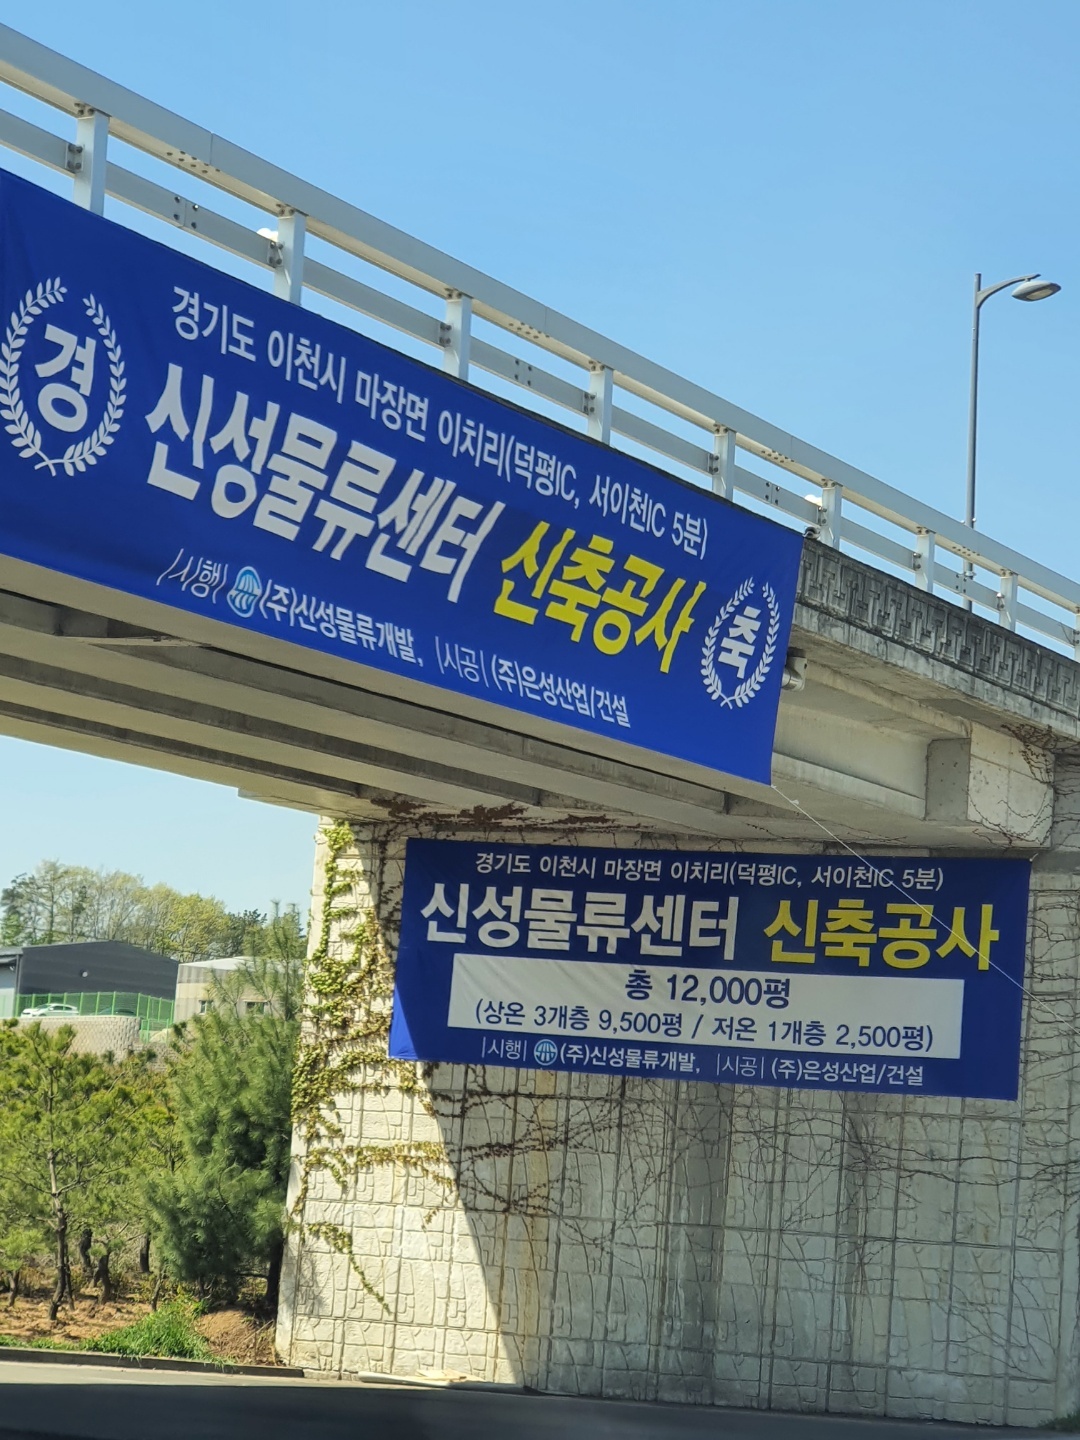 경
경기도 이천시 마장면 이치리(덕평IC, 서이천IC 5분)
신성물류센터 신축공사
|시행| (주)신성물류개발, |시공| (주)은성산업/건설
축
경기도 이천시 마장면 이치리(덕평IC, 서이천IC 5분)
신성물류센터 신축공사
총 12,000평
(상온 3개층 9,500평 / 저온 1개층 2,500평)
|시행| (주)신성물류개발, |시공| (주)은성산업/건설